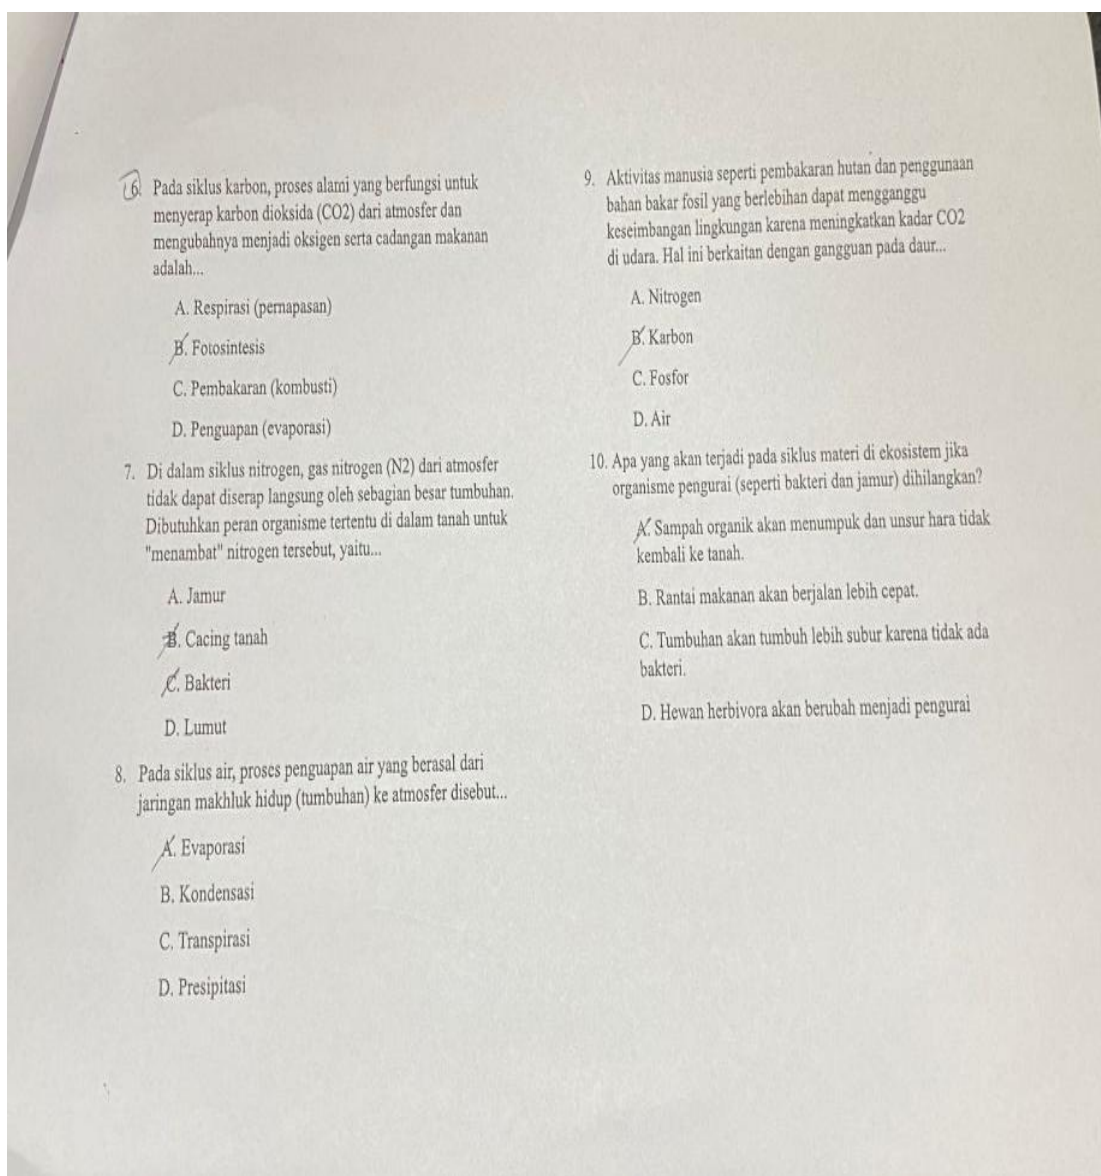 6. Pada siklus karbon, proses alami yang berfungsi untuk
menyerap karbon dioksida (CO2) dari atmosfer dan
mengubahnya menjadi oksigen serta cadangan makanan
adalah...
A. Respirasi (pernapasan)
B. Fotosintesis
C. Pembakaran (kombusti)
D. Penguapan (evaporasi)
7. Di dalam siklus nitrogen, gas nitrogen (N2) dari atmosfer
tidak dapat diserap langsung oleh sebagian besar tumbuhan.
Dibutuhkan peran organisme tertentu di dalam tanah untuk
"menambat" nitrogen tersebut, yaitu...
A. Jamur
B. Cacing tanah
C. Bakteri
D. Lumut
8. Pada siklus air, proses penguapan air yang berasal dari
jaringan makhluk hidup (tumbuhan) ke atmosfer disebut...
A. Evaporasi
B. Kondensasi
C. Transpirasi
D. Presipitasi
9. Aktivitas manusia seperti pembakaran hutan dan penggunaan
bahan bakar fosil yang berlebihan dapat mengganggu
keseimbangan lingkungan karena meningkatkan kadar CO2
di udara. Hal ini berkaitan dengan gangguan pada daur...
A. Nitrogen
B. Karbon
C. Fosfor
D. Air
10. Apa yang akan terjadi pada siklus materi di ekosistem jika
organisme pengurai (seperti bakteri dan jamur) dihilangkan?
A. Sampah organik akan menumpuk dan unsur hara tidak
kembali ke tanah.
B. Rantai makanan akan berjalan lebih cepat.
C. Tumbuhan akan tumbuh lebih subur karena tidak ada
bakteri.
D. Hewan herbivora akan berubah menjadi pengurai